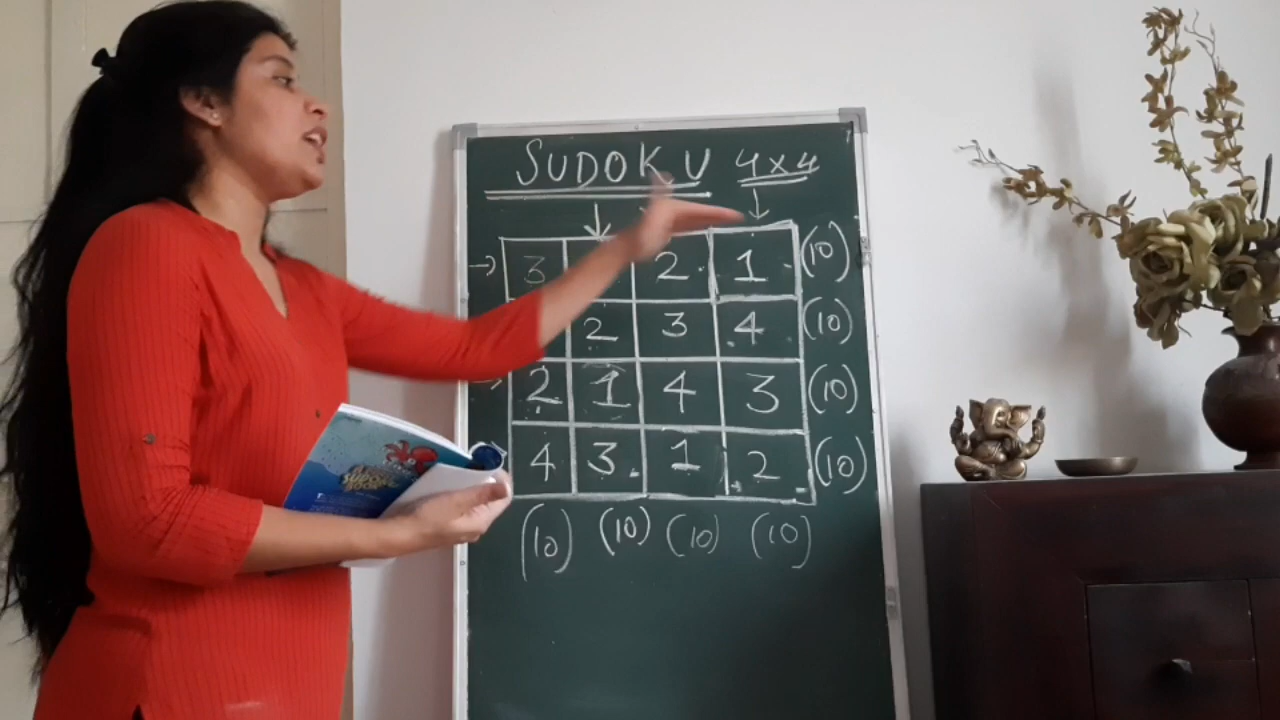 SUDOKU 4x4
3 2 1 (10)
2 3 4 (10)
2 1 4 3 (10)
4 3 1 2 (10)
(10) (10) (10) (10)
SUDOKU